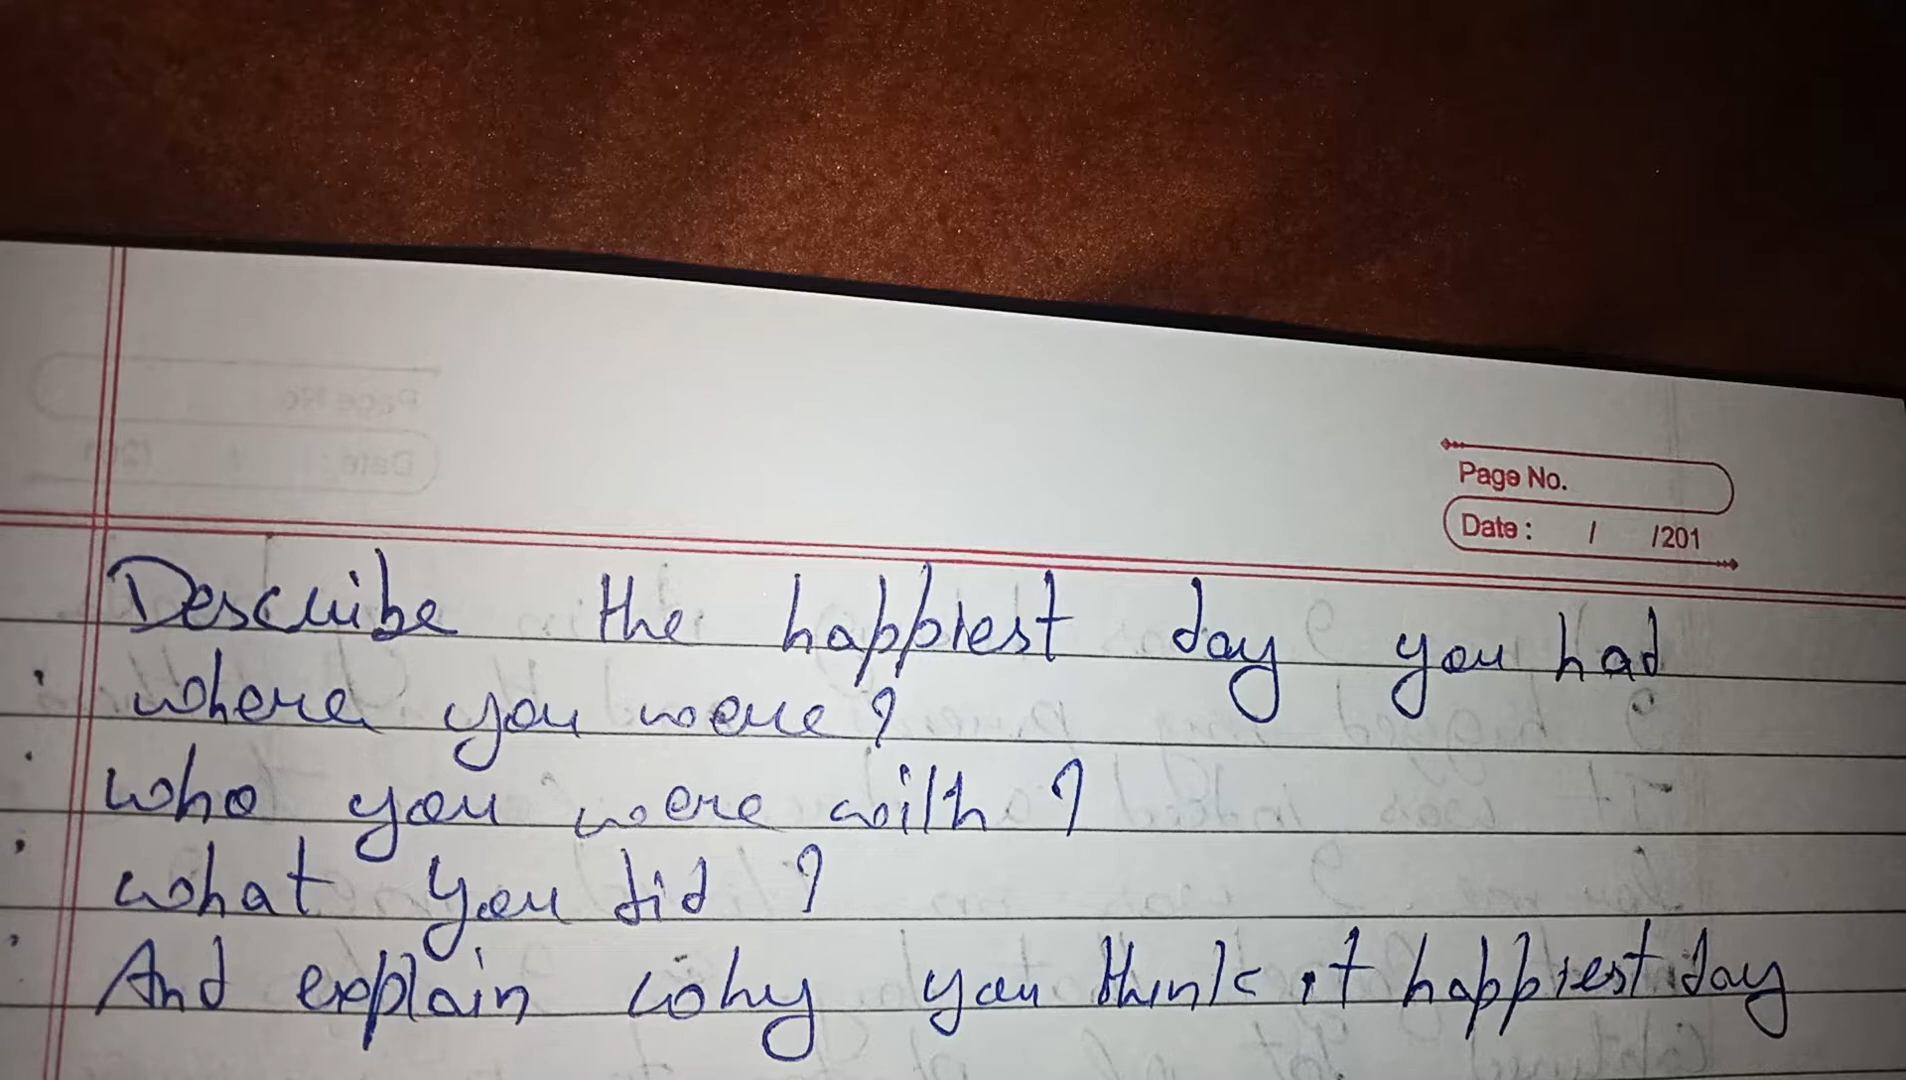 Page No.
Date : / /201
Describe the happiest day you had
where you were ?
who you were with ?
what you did ?
And explain why you think it happiest day